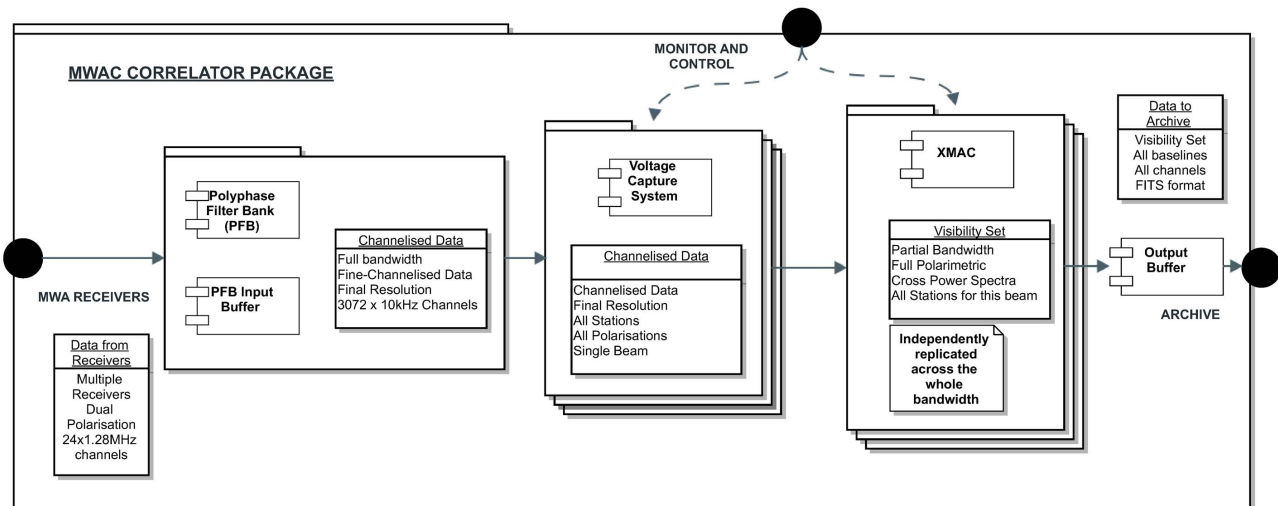 MWAC CORRELATOR PACKAGE
MONITOR AND
CONTROL
MWA RECEIVERS
Data from
Receivers
Multiple
Receivers
Dual
Polarisation
24x1.28MHz
channels
Polyphase
Filter Bank
(PFB)
PFB Input
Buffer
Channelised Data
Full bandwidth
Fine-Channelised Data
Final Resolution
3072 x 10kHz Channels
Voltage
Capture
System
Channelised Data
Channelised Data
Final Resolution
All Stations
All Polarisations
Single Beam
XMAC
Visibility Set
Partial Bandwidth
Full Polarimetric
Cross Power Spectra
All Stations for this beam
Independently
replicated
across the
whole
bandwidth
Data to
Archive
Visibility Set
All baselines
All channels
FITS format
Output
Buffer
ARCHIVE